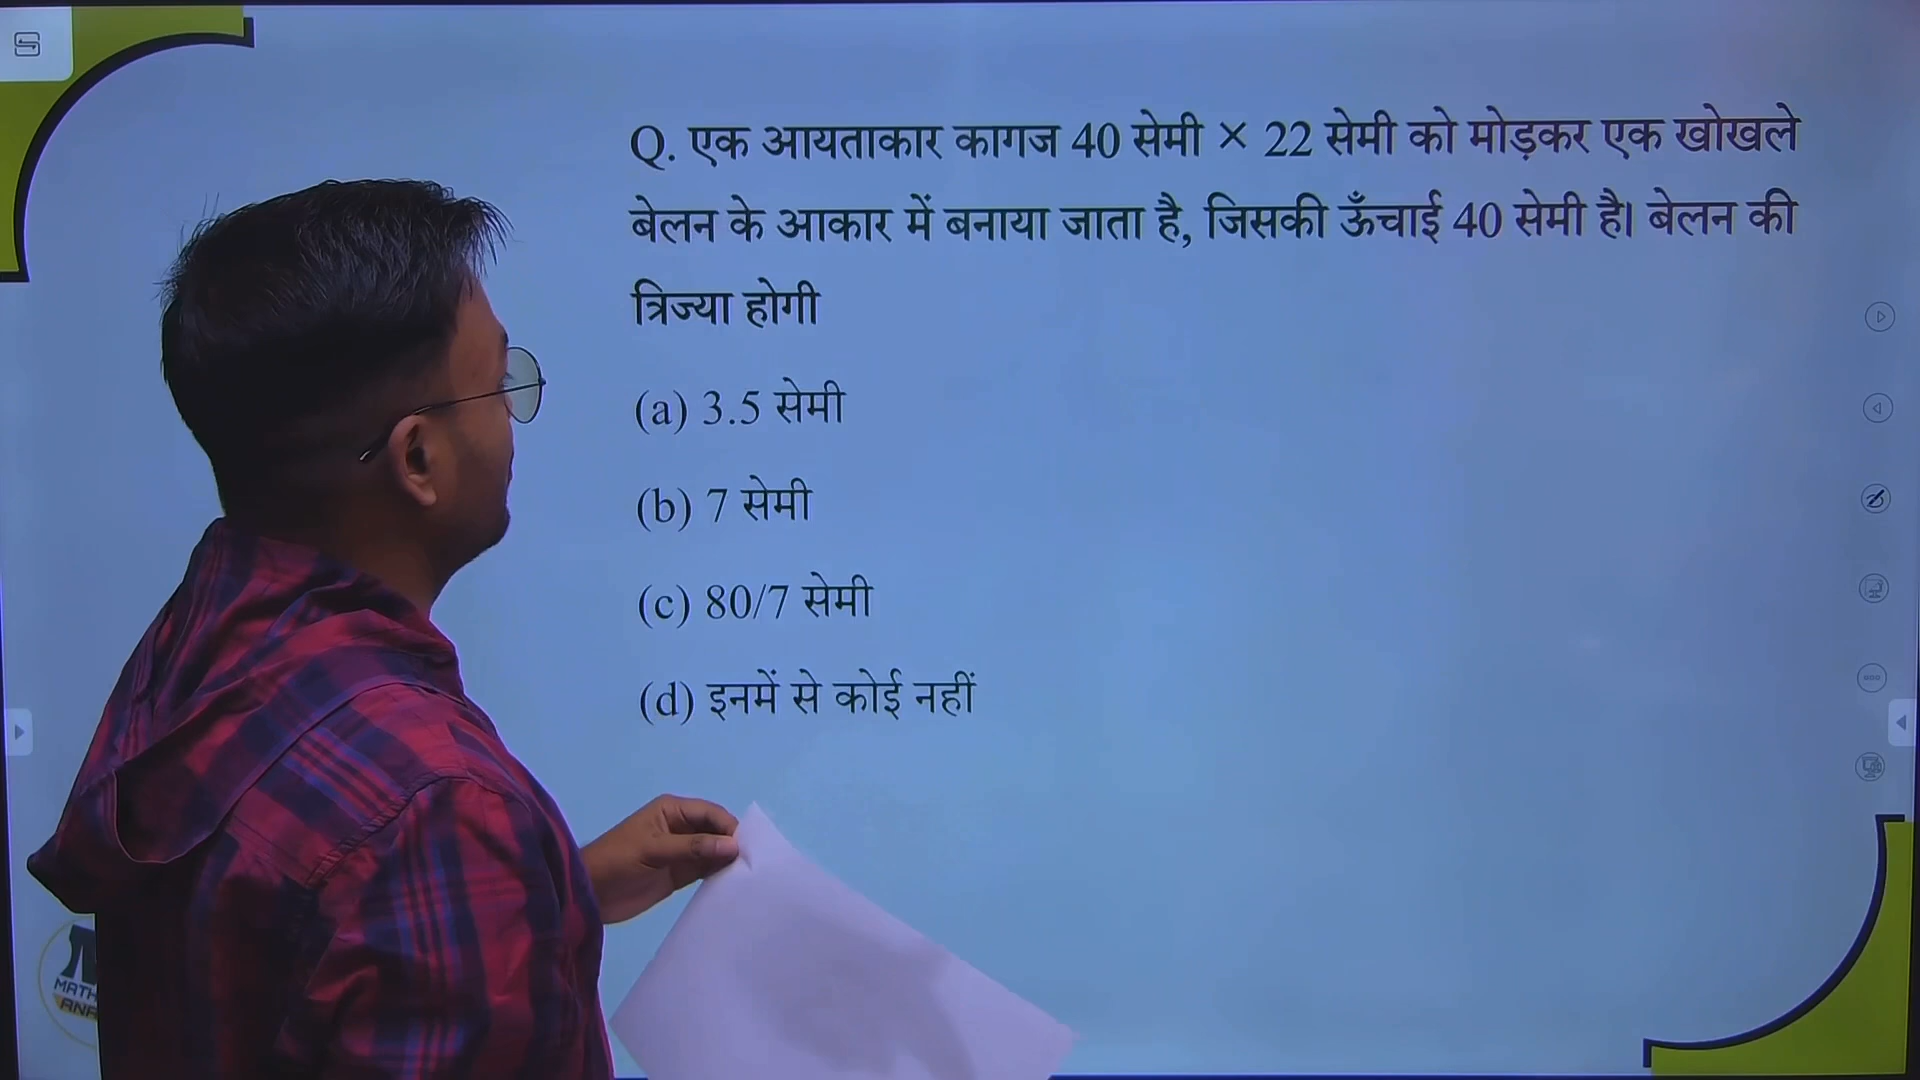 Q. एक आयताकार कागज 40 सेमी × 22 सेमी को मोड़कर एक खोखले
बेलन के आकार में बनाया जाता है, जिसकी ऊँचाई 40 सेमी है। बेलन की
त्रिज्या होगी
(a) 3.5 सेमी
(b) 7 सेमी
(c) 80/7 सेमी
(d) इनमें से कोई नहीं
MATH